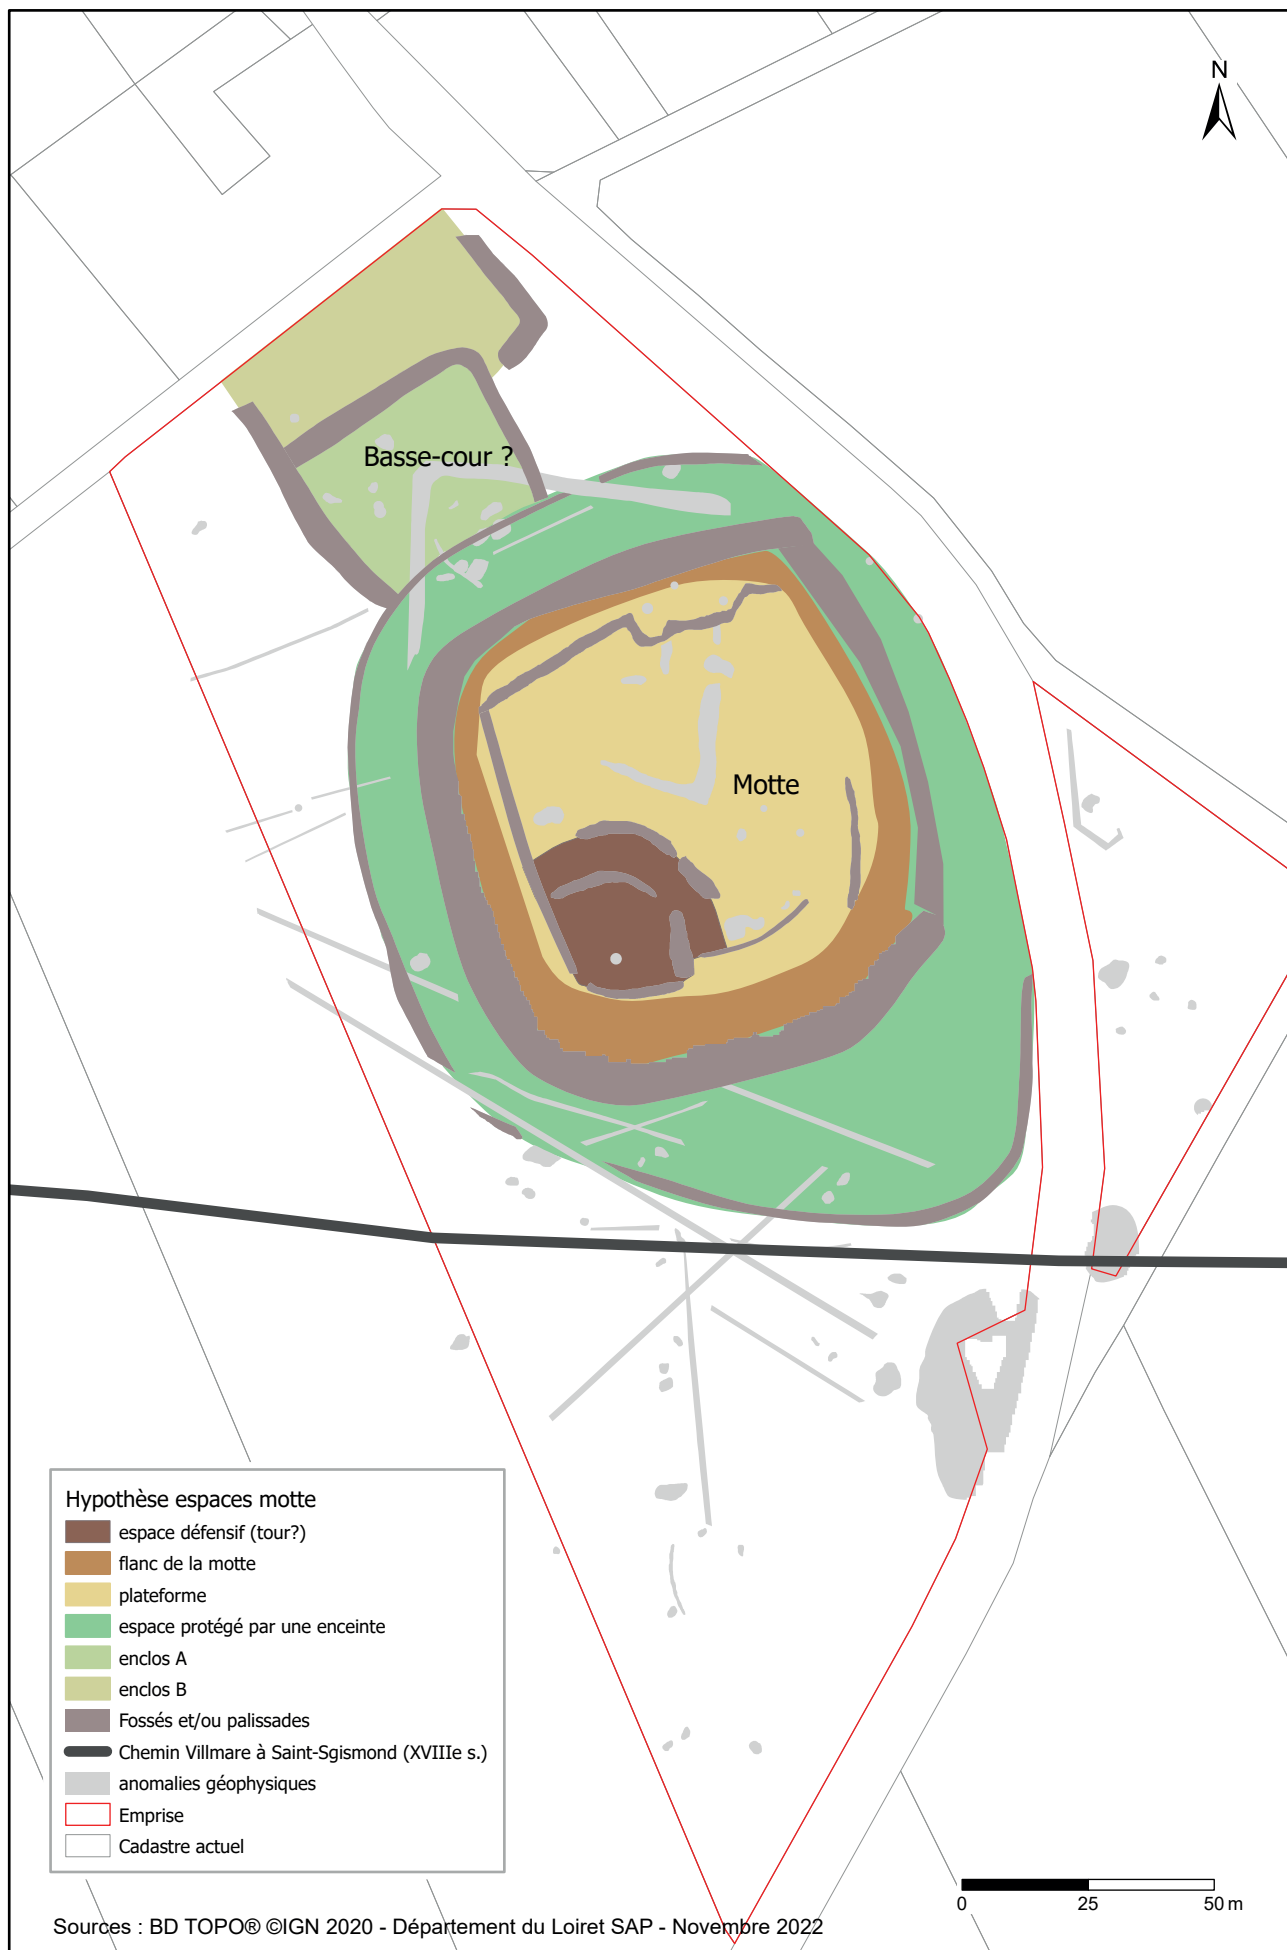 N
Basse-cour ?
Motte
Hypothèse espaces motte
espace défensif (tour?)
flanc de la motte
plateforme
espace protégé par une enceinte
enclos A
enclos B
Fossés et/ou palissades
Chemin Villmare à Saint-Sgismond (XVIIIe s.)
anomalies géophysiques
Emprise
Cadastre actuel
0 25 50 m
Sources : BD TOPO® ©IGN 2020 - Département du Loiret SAP - Novembre 2022